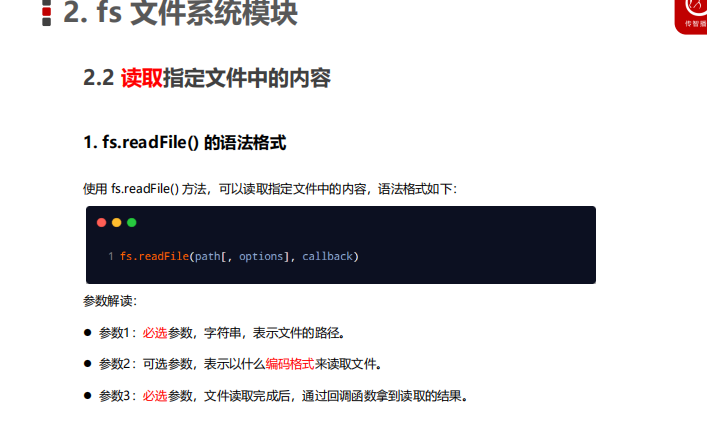 2. fs 文件系统模块
传智播
2.2 读取指定文件中的内容
1. fs.readFile() 的语法格式
使用 fs.readFile() 方法，可以读取指定文件中的内容，语法格式如下：
1 fs.readFile(path[, options], callback)
参数解读：
● 参数1：必选参数，字符串，表示文件的路径。
● 参数2：可选参数，表示以什么编码格式来读取文件。
● 参数3：必选参数，文件读取完成后，通过回调函数拿到读取的结果。